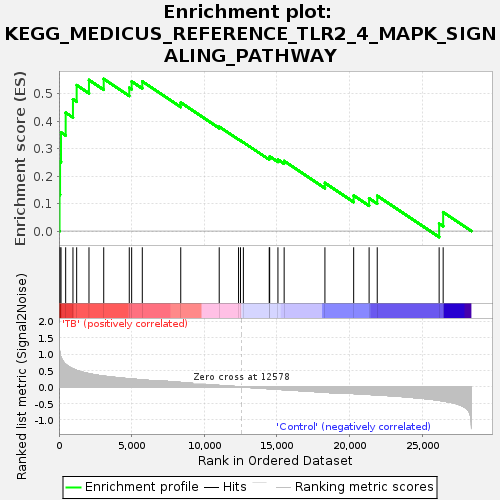 Enrichment plot:
KEGG_MEDICUS_REFERENCE_TLR2_4_MAPK_SIGN
ALING_PATHWAY
Enrichment score (ES)
0.5
0.4
0.3
0.2
0.1
0.0
'TB' (positively correlated)
Ranked list metric (Signal2Noise)
2.0
1.5
1.0
0.5
0.0
-0.5
-1.0
Zero cross at 12578
'Control' (negatively correlated)
0 5,000 10,000 15,000 20,000 25,000
Rank in Ordered Dataset
Enrichment profile Hits Ranking metric scores